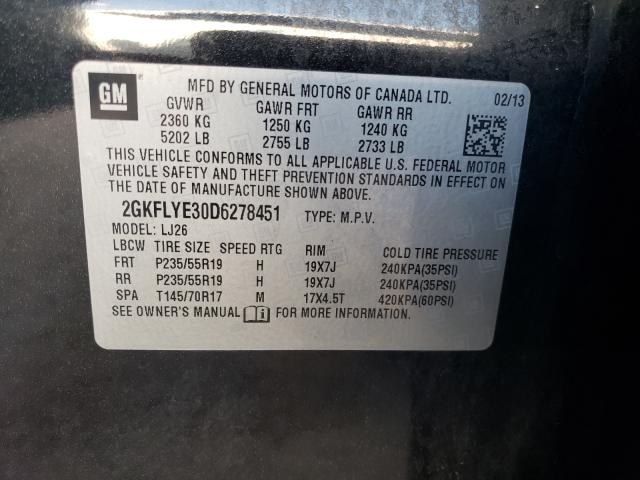 GM
MFD BY GENERAL MOTORS OF CANADA LTD. 02/13
GVWR GAWR FRT GAWR RR
2360 KG 1250 KG 1240 KG
5202 LB 2755 LB 2733 LB
THIS VEHICLE CONFORMS TO ALL APPLICABLE U.S. FEDERAL MOTOR
VEHICLE SAFETY AND THEFT PREVENTION STANDARDS IN EFFECT ON
THE DATE OF MANUFACTURE SHOWN ABOVE.
2GKFLYE30D6278451 TYPE: M.P.V.
MODEL: LJ26
LBCW TIRE SIZE SPEED RTG RIM COLD TIRE PRESSURE
FRT P235/55R19 H 19X7J 240KPA(35PSI)
RR P235/55R19 H 19X7J 240KPA(35PSI)
SPA T145/70R17 M 17X4.5T 420KPA(60PSI)
SEE OWNER'S MANUAL i FOR MORE INFORMATION.